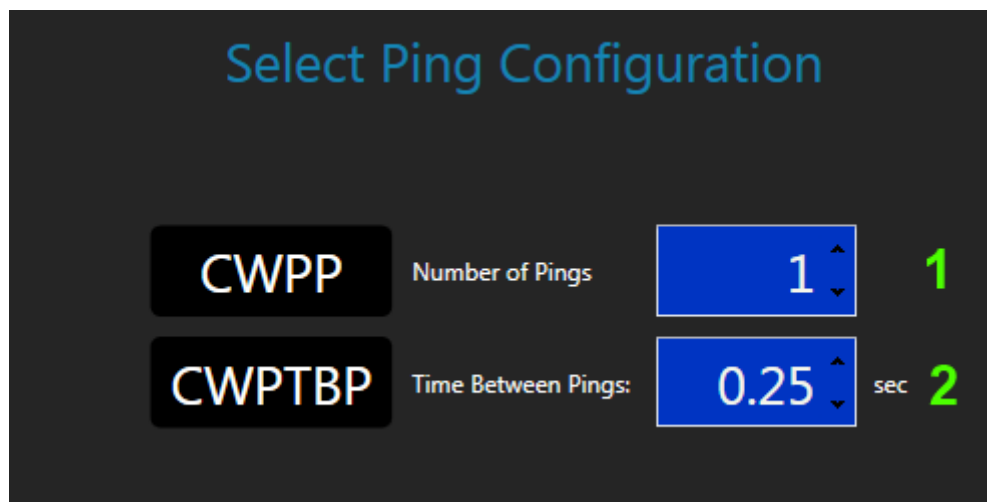 Select Ping Configuration
CWPP Number of Pings 1 1
CWPTBP Time Between Pings: 0.25 sec 2